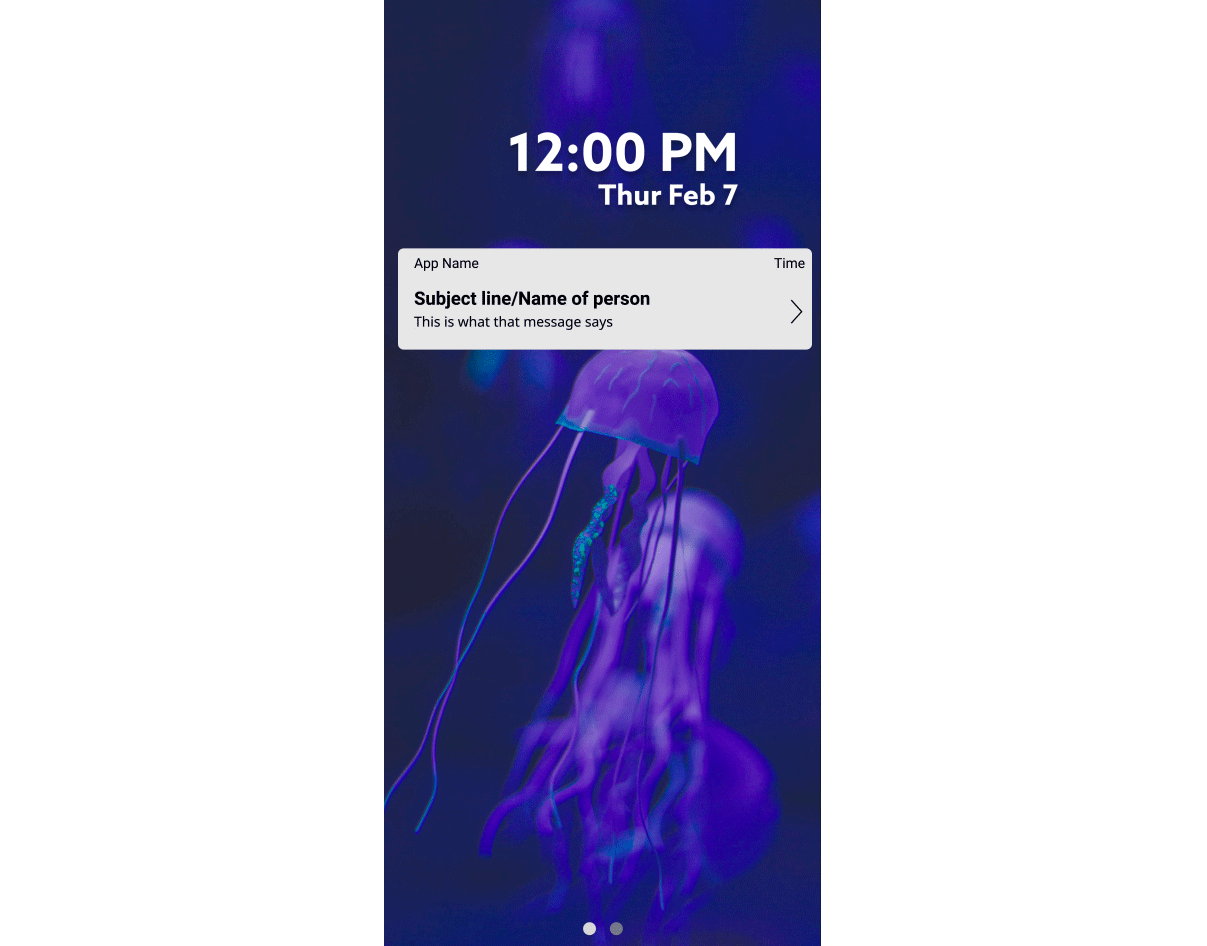 12:00 PM
Thur Feb 7
App Name Time
Subject line/Name of person
This is what that message says